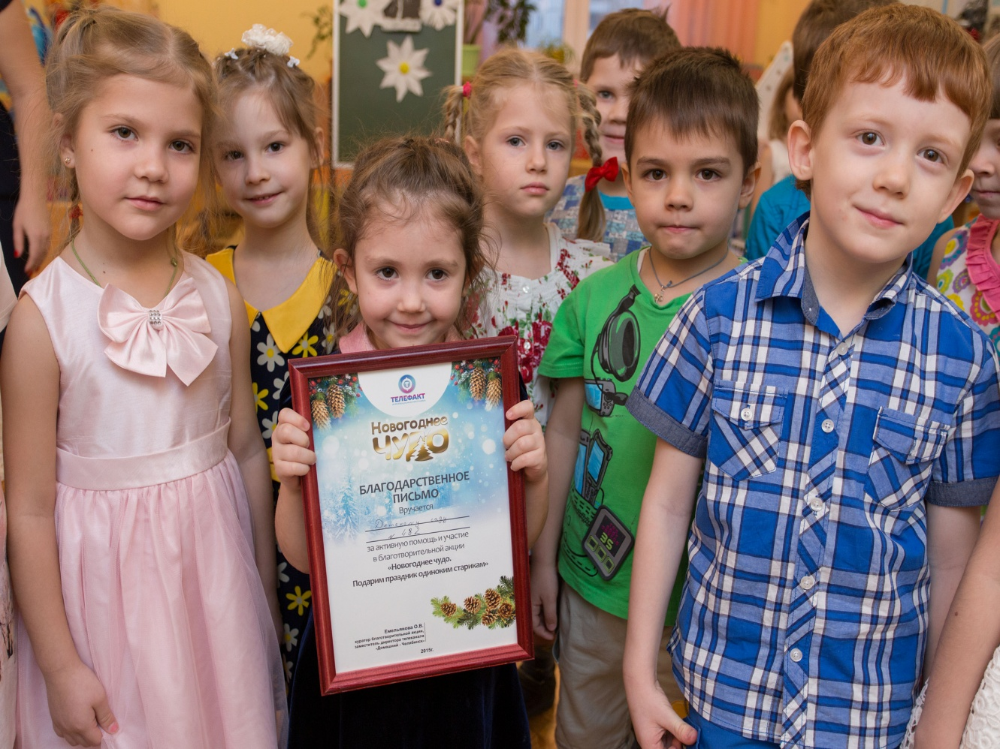 ТЕЛЕФАКТ
Новогоднее
ЧУДО
БЛАГОДАРСТВЕННОЕ
ПИСЬМО
Вручается
Детскому саду
№ 482
за активную помощь и участие
в благотворительной акции
«Новогоднее чудо.
Подарим праздник одиноким старикам»
Емельянова О.В.
куратор благотворительной акции,
заместитель директора телеканала
«Домашний - Челябинск»
2015г.
35